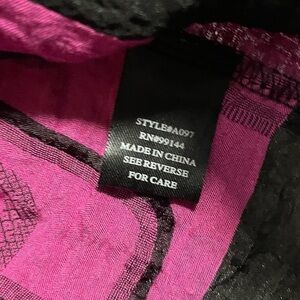 STYLE#A097
RN#99144
MADE IN CHINA
SEE REVERSE
FOR CARE